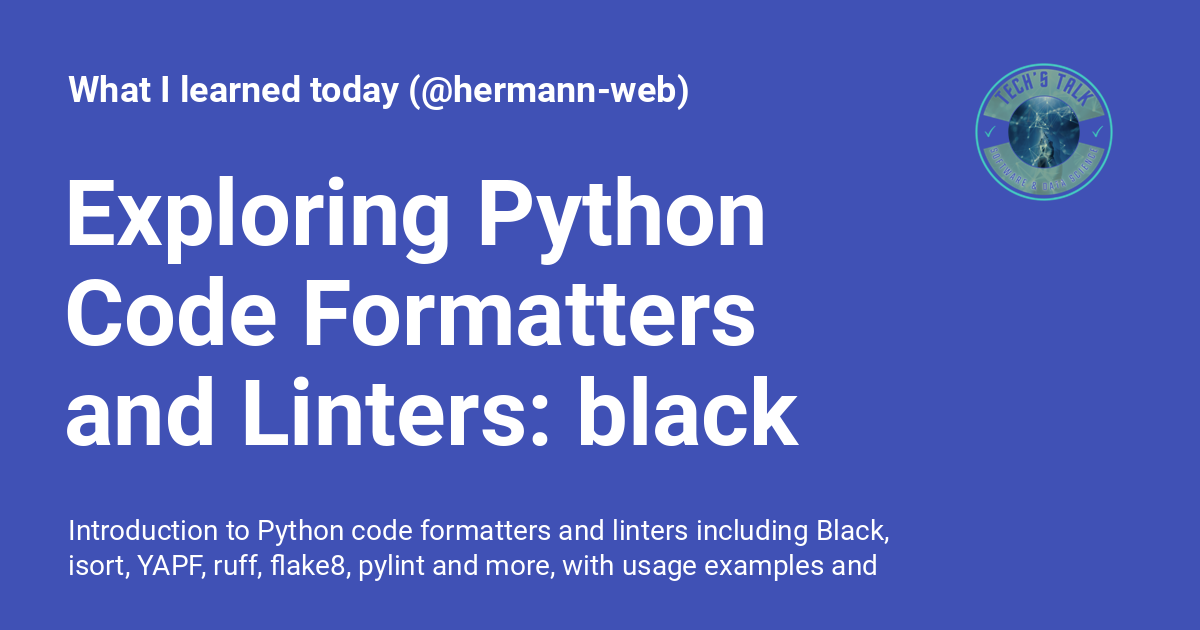 What I learned today (@hermann-web)
TECH'S TALK
Exploring Python
Code Formatters
and Linters: black
SOFTWARE & DATA SCIENCE
Introduction to Python code formatters and linters including Black,
isort, YAPF, ruff, flake8, pylint and more, with usage examples and